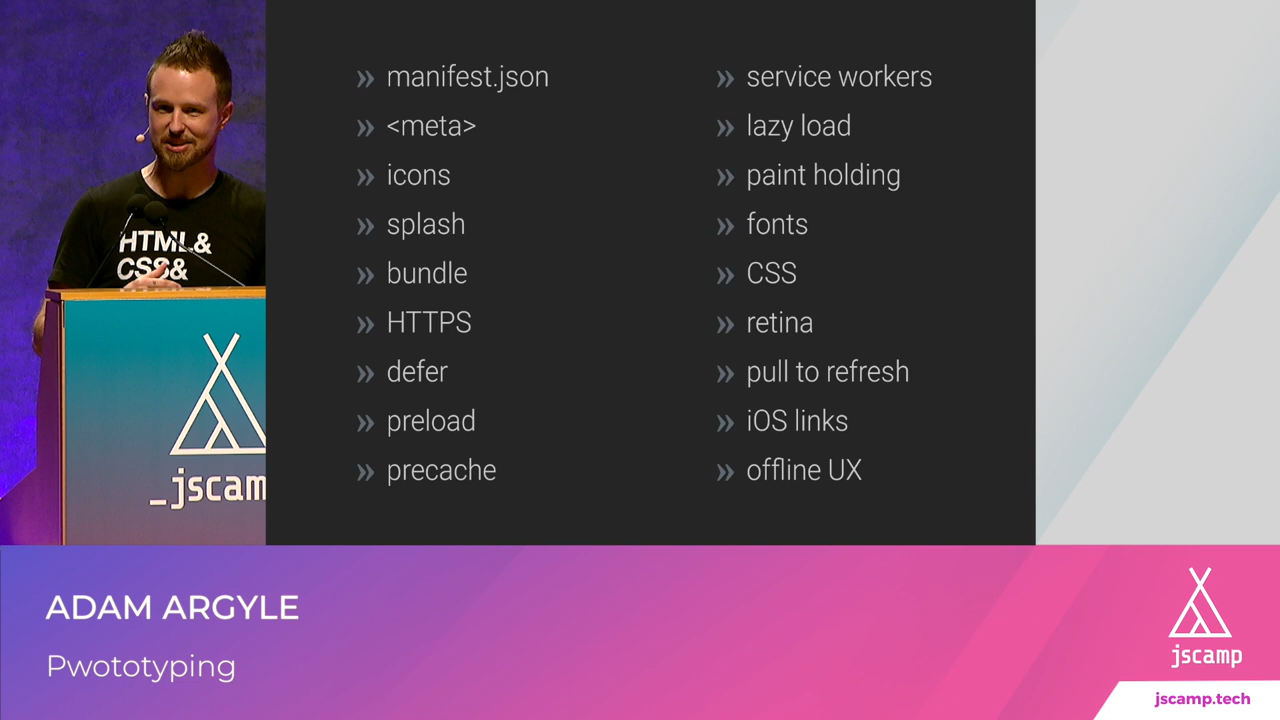 HTML&
CSS&
_jscam
» manifest.json
» <meta>
» icons
» splash
» bundle
» HTTPS
» defer
» preload
» precache
» service workers
» lazy load
» paint holding
» fonts
» CSS
» retina
» pull to refresh
» iOS links
» offline UX
ADAM ARGYLE
Pwototyping
jscamp
jscamp.tech